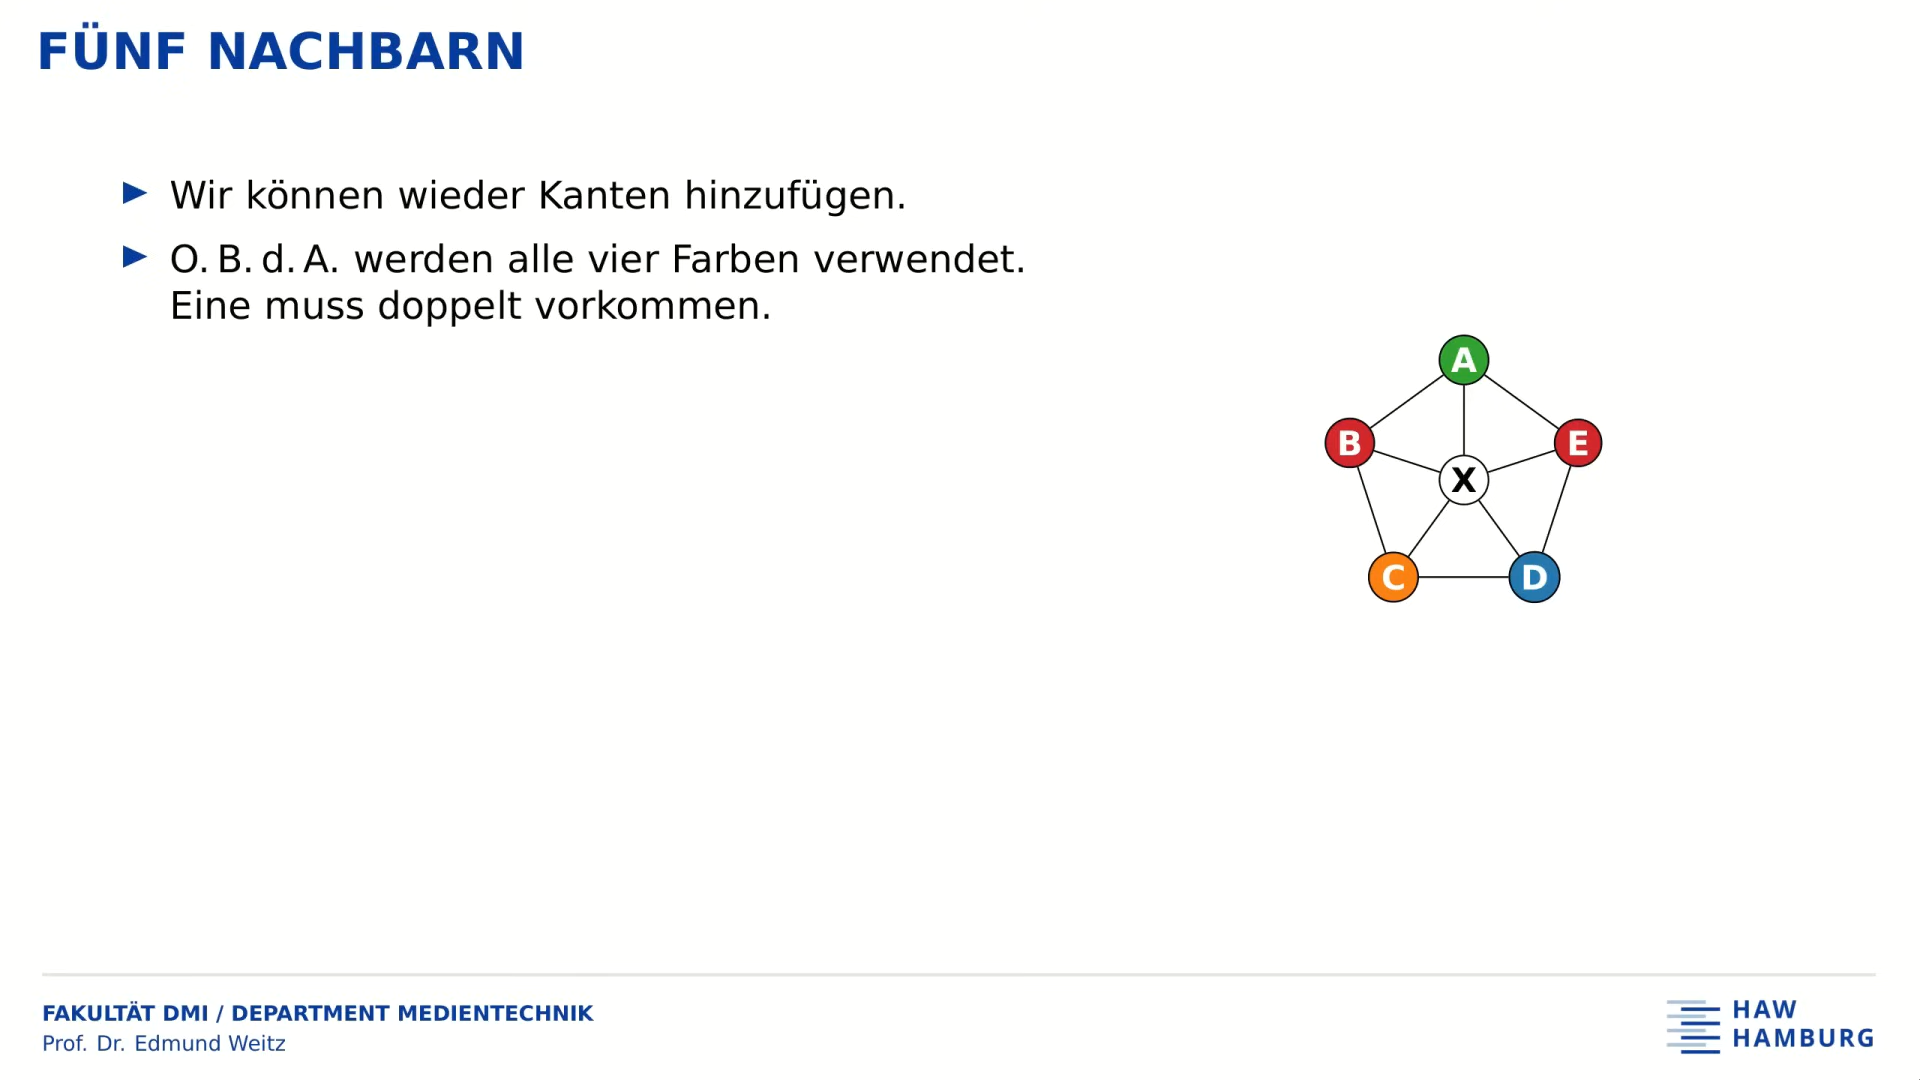 FÜNF NACHBARN
Wir können wieder Kanten hinzufügen.
O. B. d. A. werden alle vier Farben verwendet.
Eine muss doppelt vorkommen.
A
B
E
X
C
D
FAKULTÄT DMI / DEPARTMENT MEDIENTECHNIK
Prof. Dr. Edmund Weitz
HAW
HAMBURG